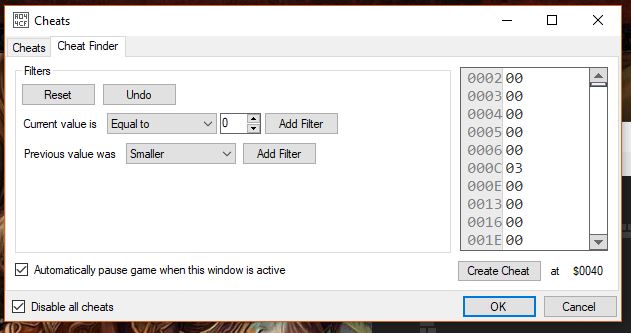 A04
4CF
Cheats
Cheats
Cheat Finder
Filters
Reset
Undo
Current value is
Equal to
0
Add Filter
Previous value was
Smaller
Add Filter
0002 00
0003 00
0004 00
0005 00
0006 00
000C 03
000E 00
0013 00
0016 00
001E 00
Automatically pause game when this window is active
Create Cheat
at
$0040
Disable all cheats
OK
Cancel